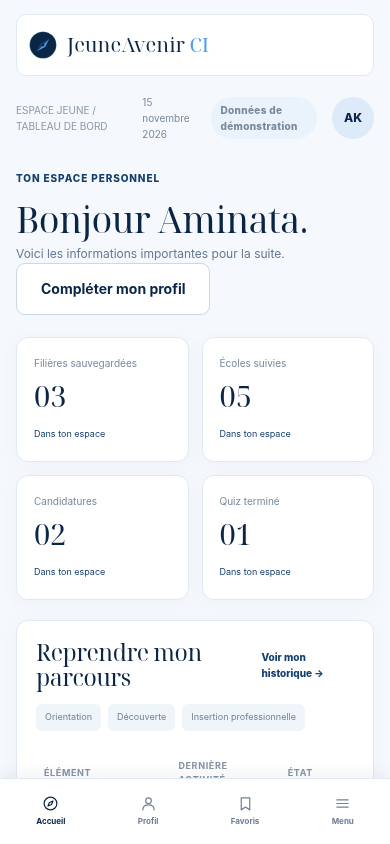 JeuneAvenir CI
ESPACE JEUNE /
TABLEAU DE BORD
15
novembre
2026
Données de
démonstration
AK
TON ESPACE PERSONNEL
Bonjour Aminata.
Voici les informations importantes pour la suite.
Compléter mon profil
Filières sauvegardées
03
Dans ton espace
Écoles suivies
05
Dans ton espace
Candidatures
02
Dans ton espace
Quiz terminé
01
Dans ton espace
Reprendre mon
parcours
Voir mon
historique →
Orientation
Découverte
Insertion professionnelle
ÉLÉMENT
DERNIÈRE
ACTIVITÉ
ÉTAT
Accueil
Profil
Favoris
Menu